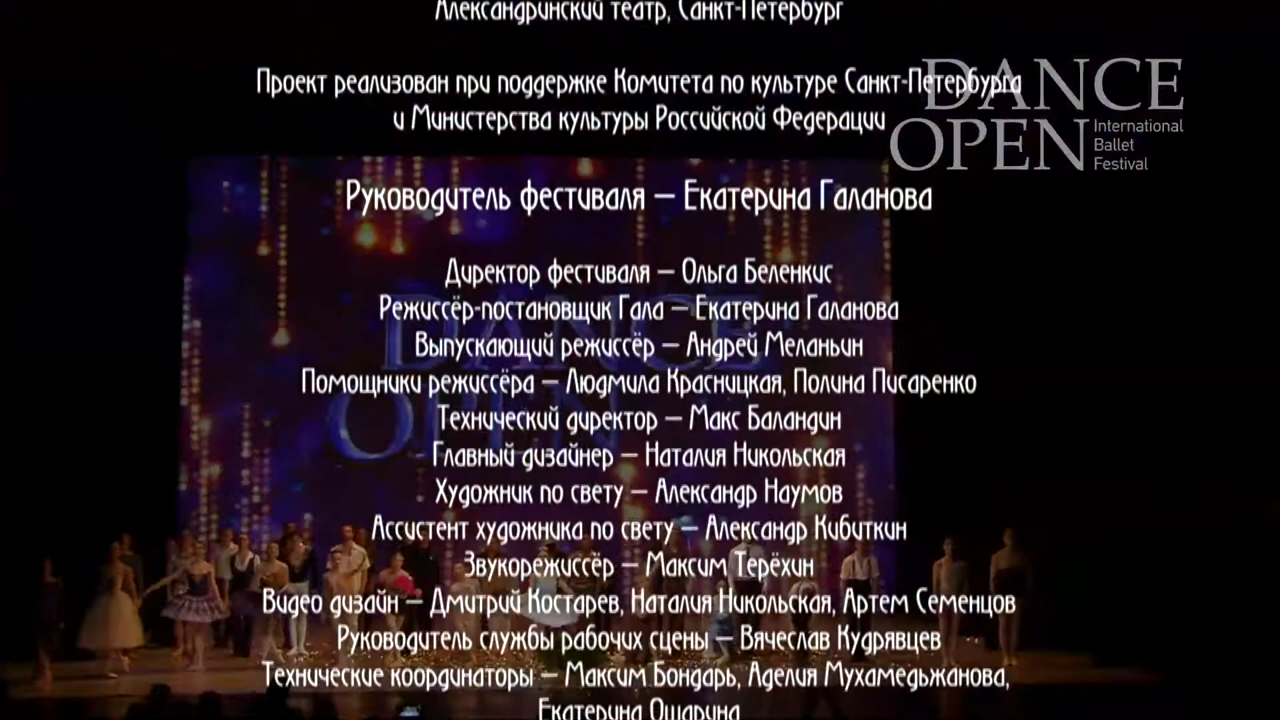 Александринский театр, Санкт-Петербург
Проект реализован при поддержке Комитета по культуре Санкт-Петербурга
и Министерства культуры Российской Федерации
DANCE
OPEN
International
Ballet
Festival
Руководитель фестиваля – Екатерина Галанова
Директор фестиваля – Ольга Беленкис
Режиссёр-постановщик Гала – Екатерина Галанова
Выпускающий режиссёр – Андрей Меланьин
Помощники режиссёра – Людмила Красницкая, Полина Писаренко
Технический директор – Макс Баландин
Главный дизайнер – Наталия Никольская
Художник по свету – Александр Наумов
Ассистент художника по свету – Александр Кибиткин
Звукорежиссёр – Максим Терёхин
Видео дизайн – Дмитрий Костарев, Наталия Никольская, Артем Семенцов
Руководитель службы рабочих сцены – Вячеслав Кудрявцев
Технические координаторы – Максим Бондарь, Аделия Мухамедьжанова,
Екатерина Ошарина
DANCE
OPEN